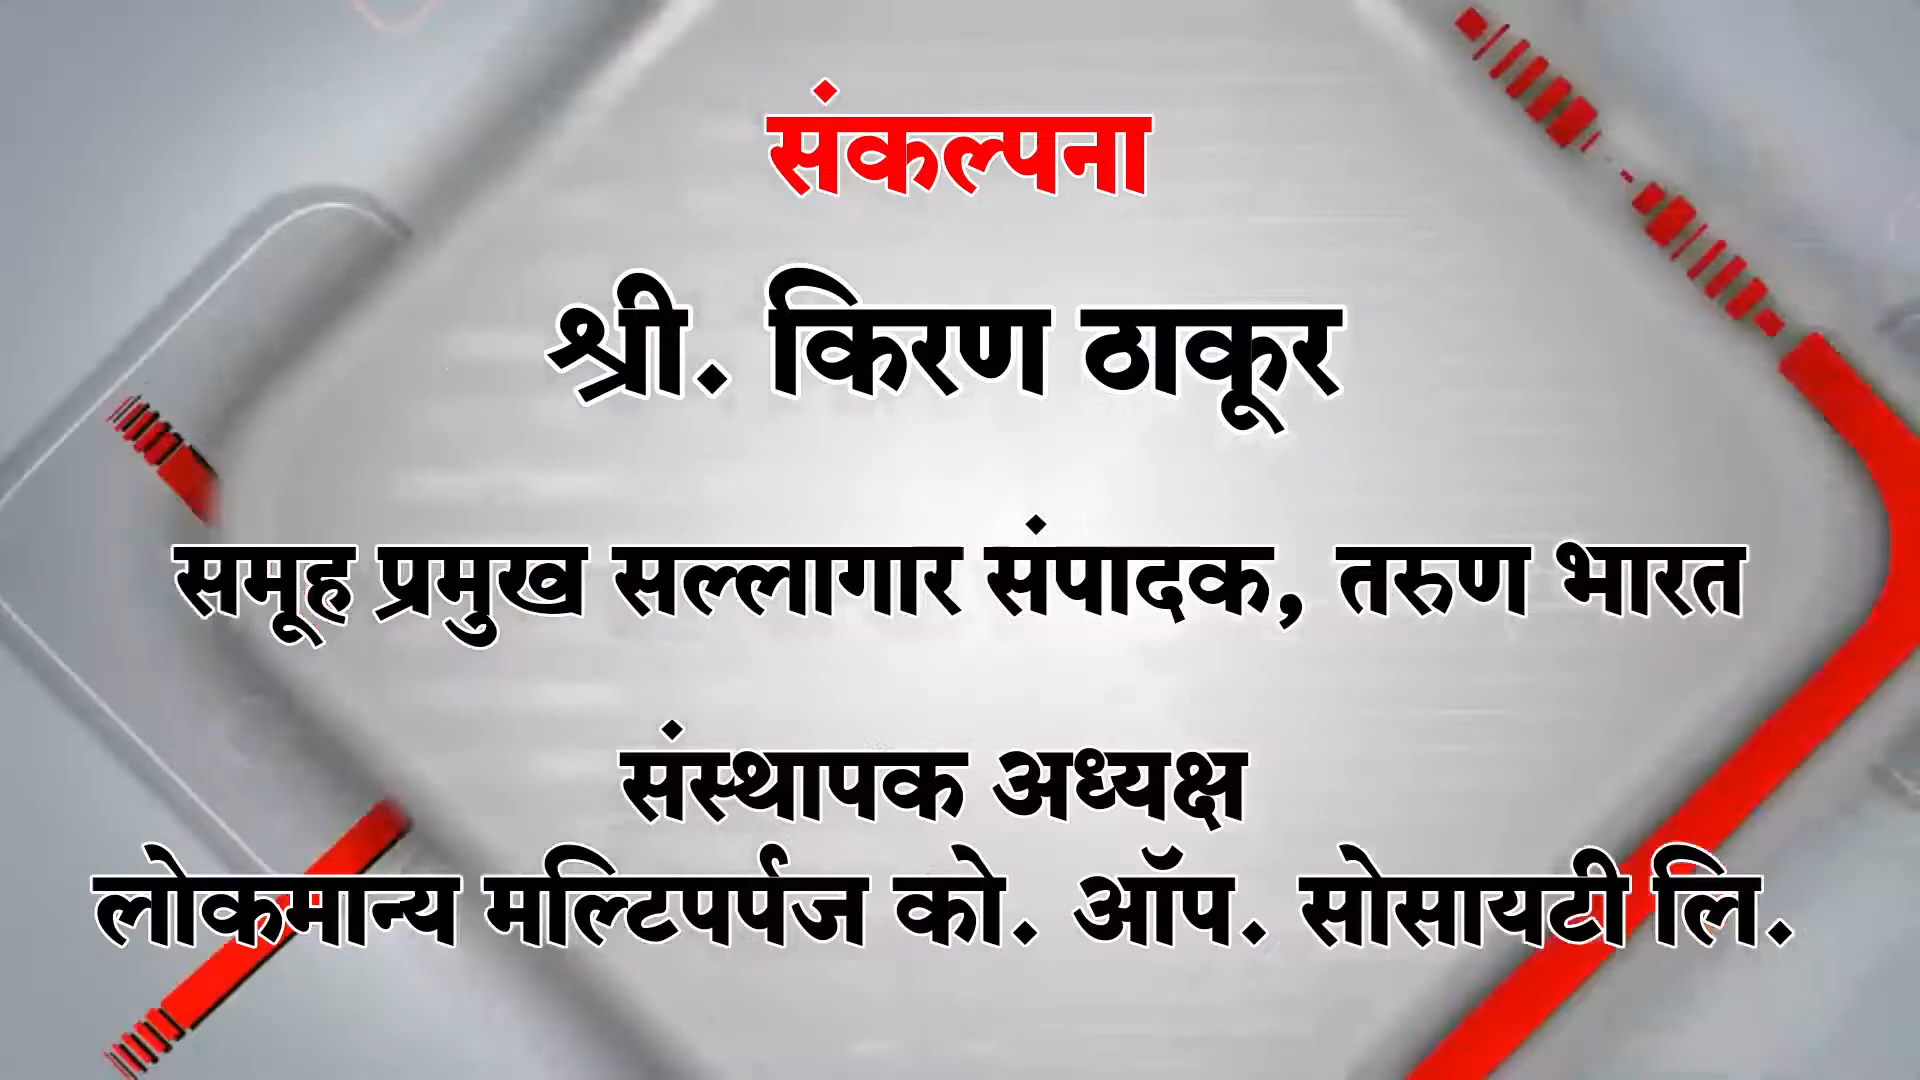 संकल्पना
श्री. किरण ठाकूर
समूह प्रमुख सल्लागार संपादक, तरुण भारत
संस्थापक अध्यक्ष
लोकमान्य मल्टिपर्पज को. ऑप. सोसायटी लि.